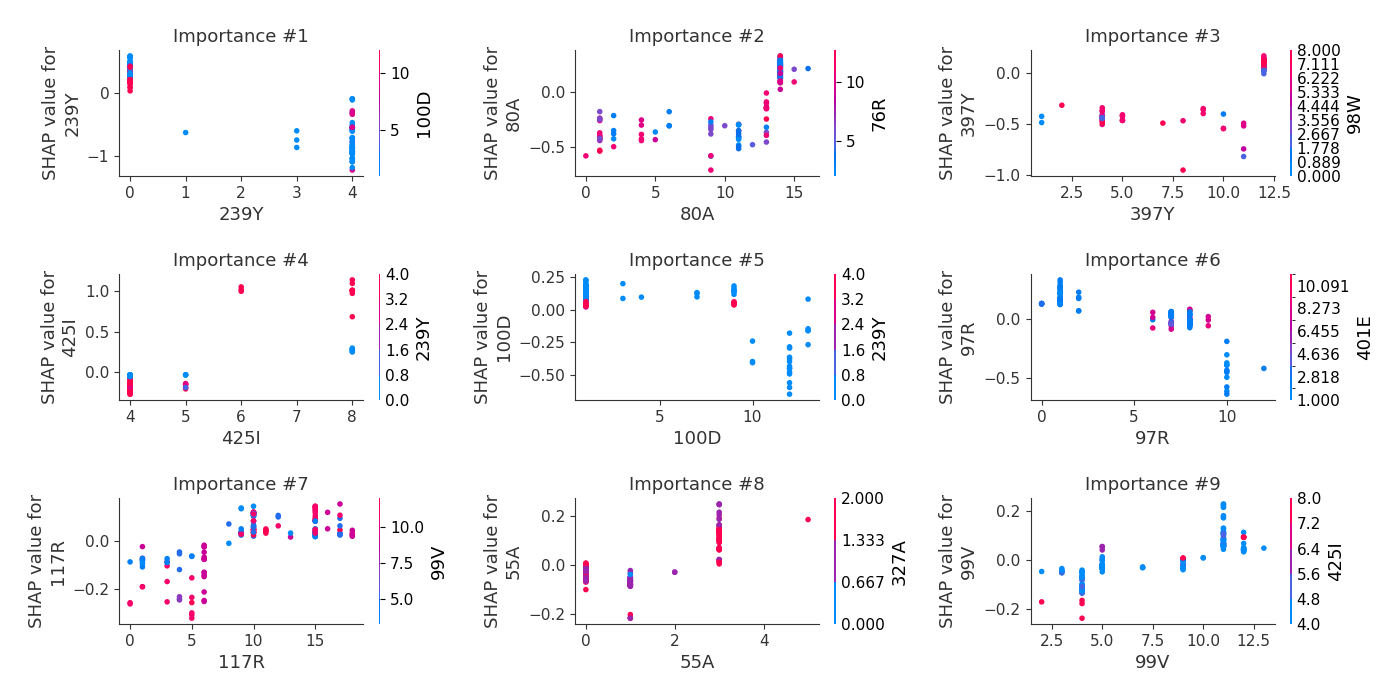 Importance #1
SHAP value for
239Y
0
−1
0 1 2 3 4
239Y
10
5
100D
Importance #2
SHAP value for
80A
0.0
−0.5
0 5 10 15
80A
10
5
76R
Importance #3
SHAP value for
397Y
0.0
−0.5
−1.0
2.5 5.0 7.5 10.0 12.5
397Y
8.000
7.111
6.222
5.333
4.444
3.556
2.667
1.778
0.889
0.000
98W
Importance #4
SHAP value for
425I
1.0
0.5
0.0
4 5 6 7 8
425I
4.0
3.2
2.4
1.6
0.8
0.0
239Y
Importance #5
SHAP value for
100D
0.25
0.00
−0.25
−0.50
5 10
100D
4.0
3.2
2.4
1.6
0.8
0.0
239Y
Importance #6
SHAP value for
97R
0.0
−0.5
0 5 10
97R
10.091
8.273
6.455
4.636
2.818
1.000
401E
Importance #7
SHAP value for
117R
0.0
−0.2
0 5 10 15
117R
10.0
7.5
5.0
99V
Importance #8
SHAP value for
55A
0.2
0.0
−0.2
0 2 4
55A
2.000
1.333
0.667
0.000
327A
Importance #9
SHAP value for
99V
0.2
0.0
−0.2
2.5 5.0 7.5 10.0 12.5
99V
8.0
7.2
6.4
5.6
4.8
4.0
425I